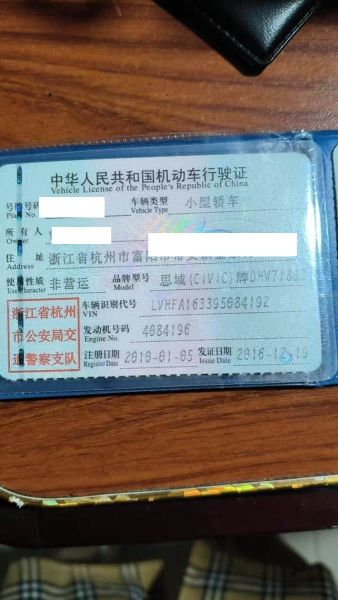 中华人民共和国机动车行驶证
Vehicle License of the People's Republic of China
号牌号码 车辆类型 小型轿车
Plate No. Vehicle Type
所有人
Owner
住 址 浙江省杭州市富阳市
Address
使用性质 非营运 品牌型号 思域(CIVIC)牌
Use Character Model
车辆识别代号 LVHFA163395084192
VIN
发动机号码 4084196
Engine No.
注册日期 2010-01-05 发证日期 2016-12-19
Register Date Issue Date
浙江省杭州
市公安局交
通警察支队